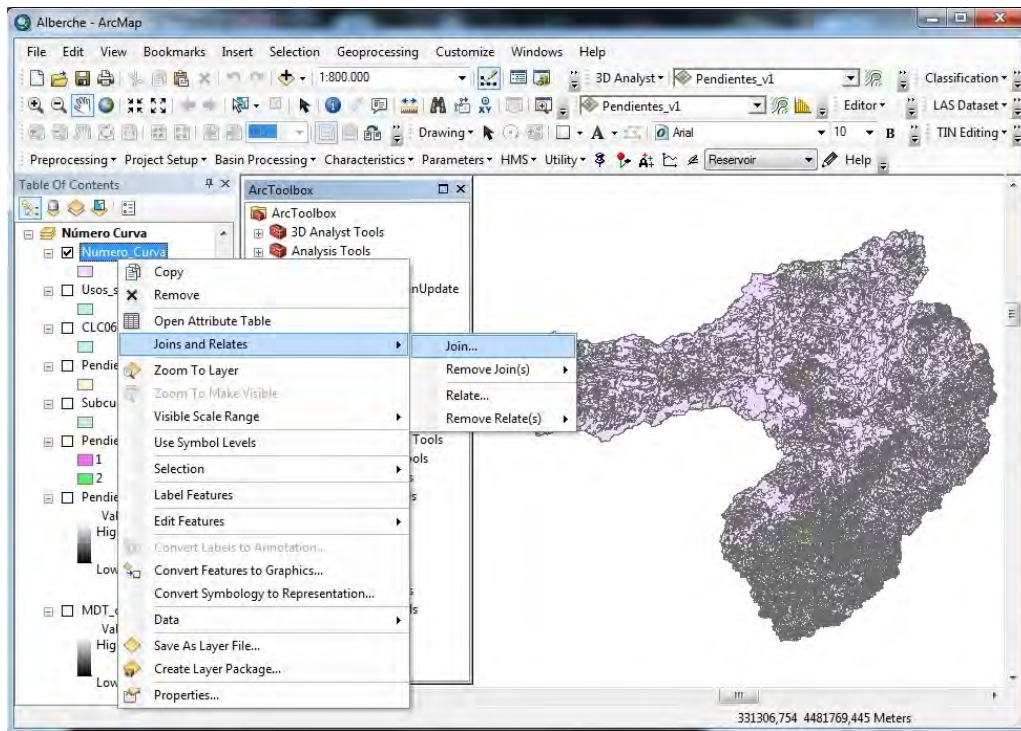 Alberche - ArcMap
File Edit View Bookmarks Insert Selection Geoprocessing Customize Windows Help
1:800.000 3D Analyst Pendientes_v1 Classification
Pendientes_v1 Editor LAS Dataset
Drawing A Arial 10 B TIN Editing
Preprocessing Project Setup Basin Processing Characteristics Parameters HMS Utility Reservoir Help
Table Of Contents
ArcToolbox
ArcToolbox
Número Curva
3D Analyst Tools
Numero_Curva
Analysis Tools
Copy
Usos_s
Remove
nUpdate
Open Attribute Table
CLC06
Joins and Relates
Join...
Pendie
Zoom To Layer
Remove Join(s)
Zoom To Make Visible
Relate...
Subcu
Visible Scale Range
Remove Relate(s)
Pendie
Use Symbol Levels
Tools
1
ols
Selection
2
Pendie
Label Features
Val
Edit Features
Hig
Convert Labels to Annotation...
Low
Convert Features to Graphics...
Convert Symbology to Representation...
MDT_
Data
ls
Val
Hig
Save As Layer File...
Create Layer Package...
Low
Properties...
331306,754 4481769,445 Meters